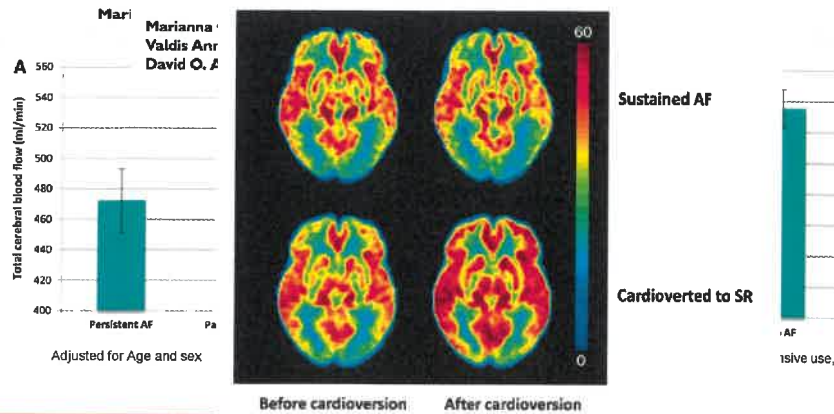 Mari
Marianna
Valdis Anr
David O. A
A
Total cerebral blood flow (ml/min)
560
540
520
500
480
460
440
420
400
Persistent AF
Pa
Adjusted for Age and sex
60
0
Sustained AF
Cardioverted to SR
Before cardioversion
After cardioversion
AF
nsive use,